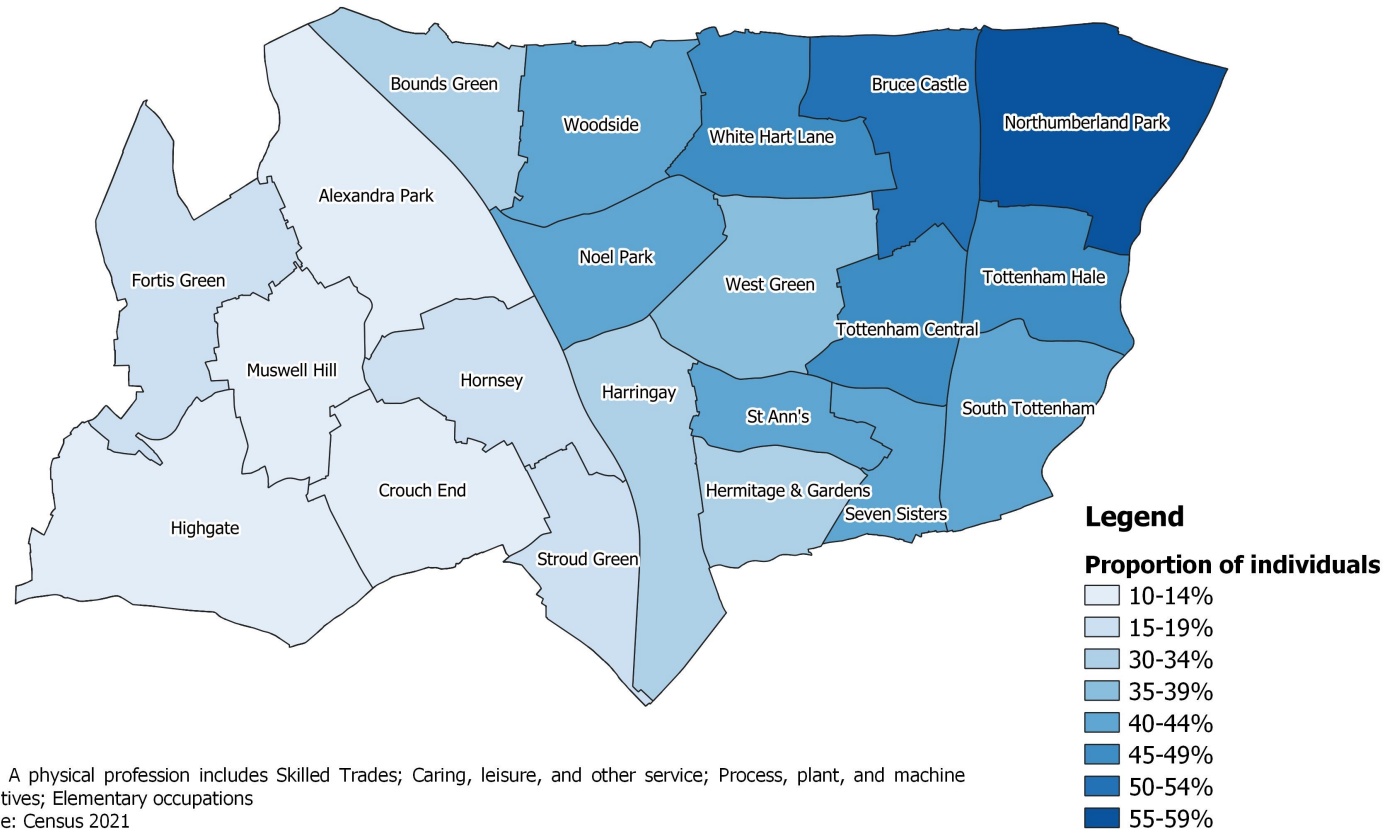 Bounds Green
Bruce Castle
Northumberland Park
Woodside
White Hart Lane
Alexandra Park
Noel Park
Fortis Green
West Green
Tottenham Hale
Tottenham Central
Muswell Hill
Hornsey
Harringay
St Ann's
South Tottenham
Crouch End
Hermitage & Gardens
Seven Sisters
Highgate
Stroud Green
Legend
Proportion of individuals
10-14%
15-19%
30-34%
35-39%
40-44%
45-49%
50-54%
55-59%
A physical profession includes Skilled Trades; Caring, leisure, and other service; Process, plant, and machine
tives; Elementary occupations
e: Census 2021